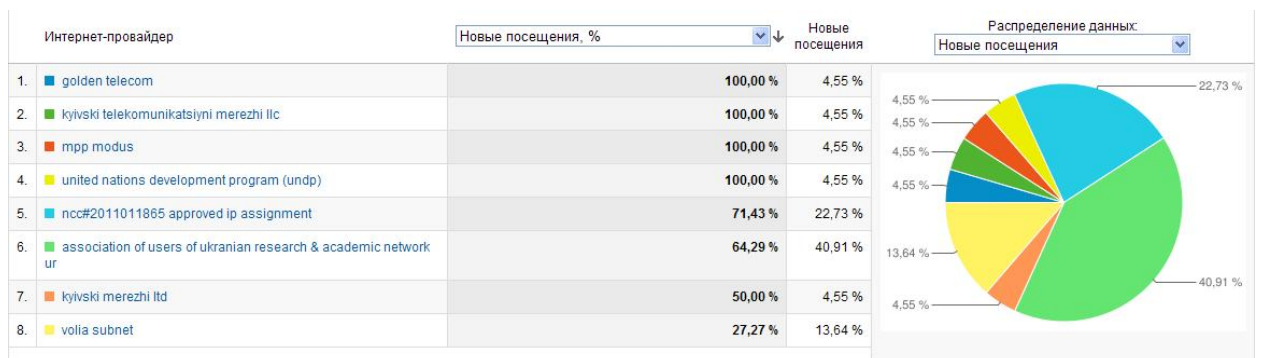 Интернет-провайдер
Новые посещения, %
Новые
посещения
Распределение данных:
Новые посещения
1. golden telecom 100,00 % 4,55 %
2. kyivski telekomunikatsiyni merezhi llc 100,00 % 4,55 %
3. mpp modus 100,00 % 4,55 %
4. united nations development program (undp) 100,00 % 4,55 %
5. ncc#2011011865 approved ip assignment 71,43 % 22,73 %
6. association of users of ukranian research & academic network
ur 64,29 % 40,91 %
7. kyivski merezhi ltd 50,00 % 4,55 %
8. volia subnet 27,27 % 13,64 %
22,73 %
4,55 %
4,55 %
4,55 %
4,55 %
13,64 %
40,91 %
4,55 %